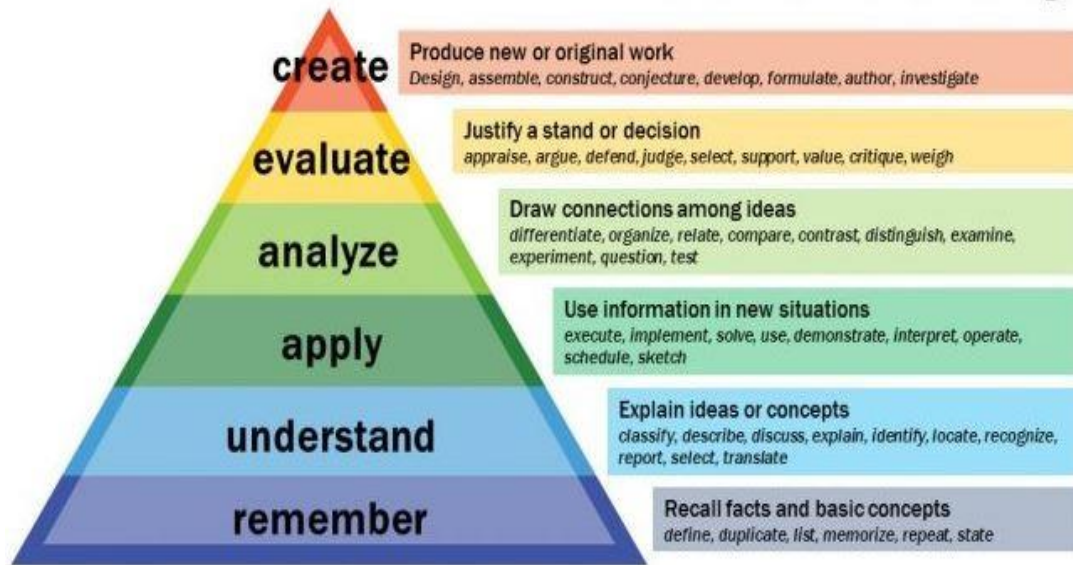 create
Produce new or original work
Design, assemble, construct, conjecture, develop, formulate, author, investigate
evaluate
Justify a stand or decision
appraise, argue, defend, judge, select, support, value, critique, weigh
analyze
Draw connections among ideas
differentiate, organize, relate, compare, contrast, distinguish, examine,
experiment, question, test
apply
Use information in new situations
execute, implement, solve, use, demonstrate, interpret, operate,
schedule, sketch
understand
Explain ideas or concepts
classify, describe, discuss, explain, identify, locate, recognize,
report, select, translate
remember
Recall facts and basic concepts
define, duplicate, list, memorize, repeat, state